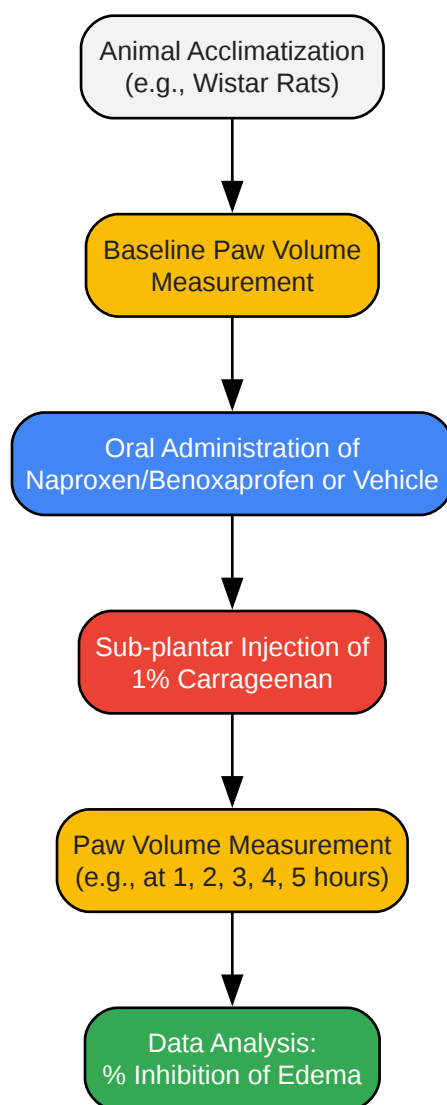 Animal Acclimatization
(e.g., Wistar Rats)
Baseline Paw Volume
Measurement
Oral Administration of
Naproxen/Benoxaprofen or Vehicle
Sub-plantar Injection of
1% Carrageenan
Paw Volume Measurement
(e.g., at 1, 2, 3, 4, 5 hours)
Data Analysis:
% Inhibition of Edema